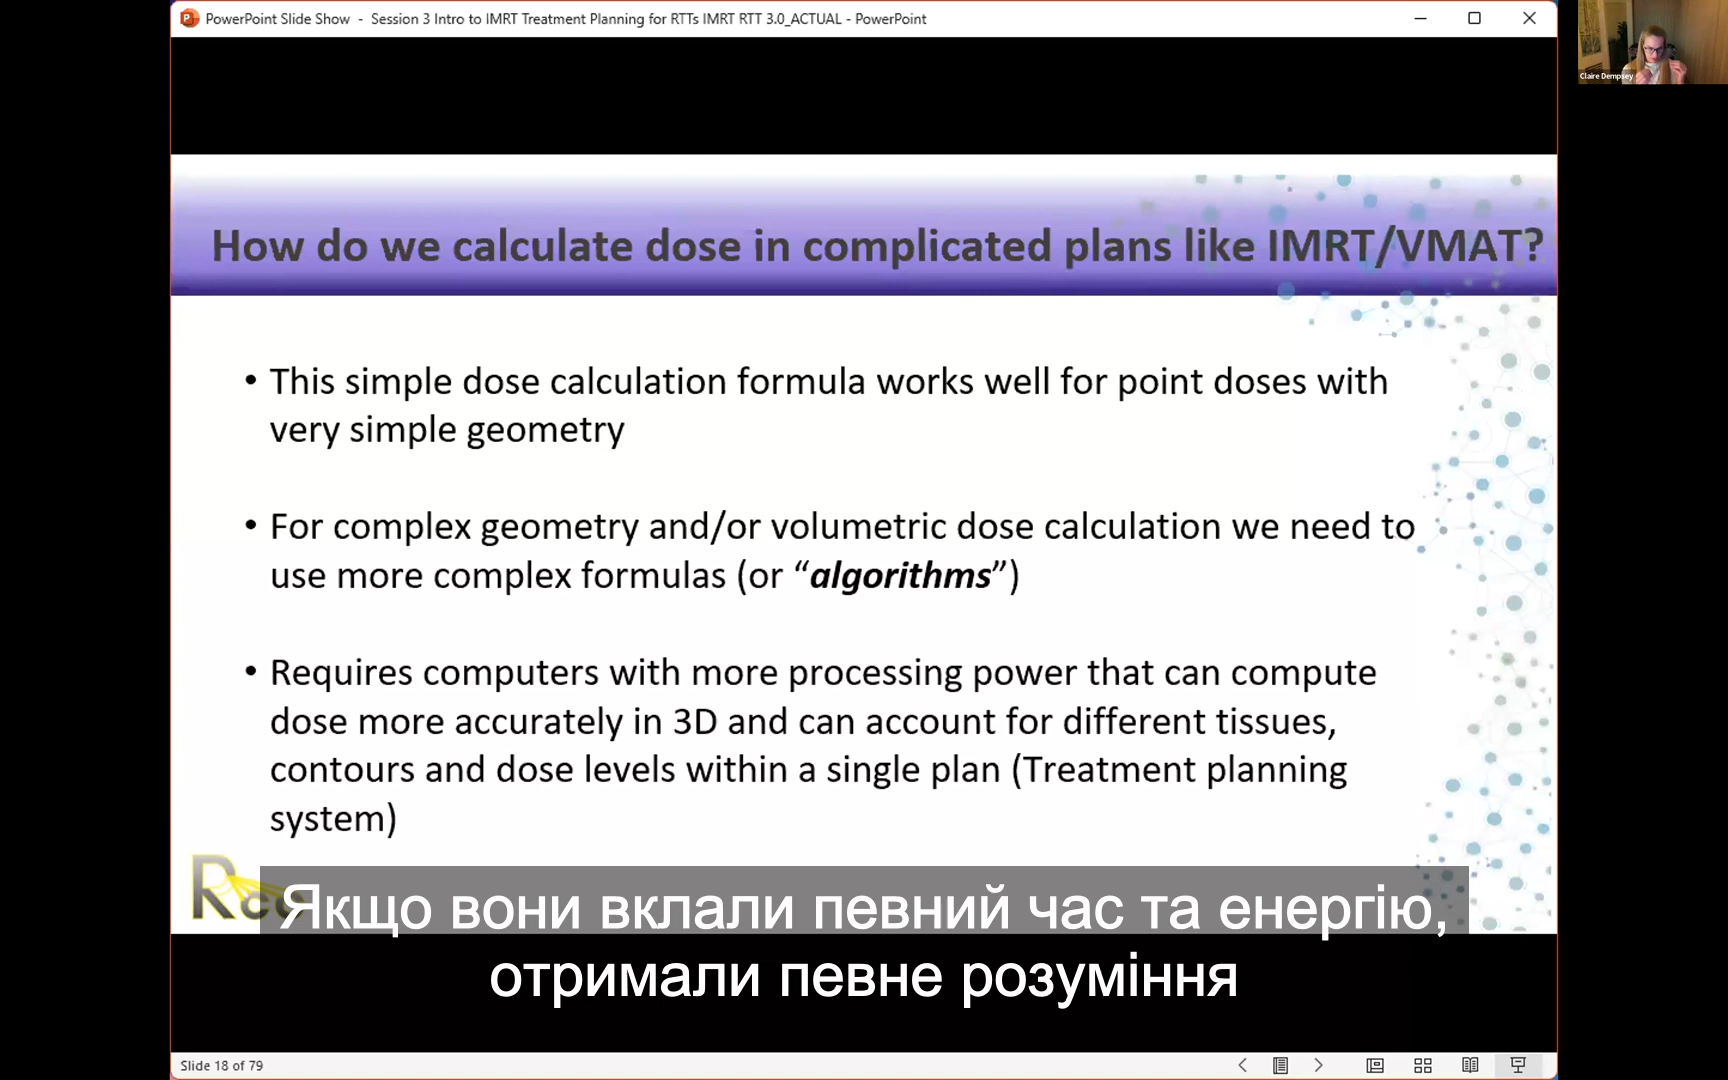 PowerPoint Slide Show - Session 3 Intro to IMRT Treatment Planning for RTTs IMRT RTT 3.0_ACTUAL - PowerPoint
Claire Dempsey
How do we calculate dose in complicated plans like IMRT/VMAT?
• This simple dose calculation formula works well for point doses with
very simple geometry
• For complex geometry and/or volumetric dose calculation we need to
use more complex formulas (or “algorithms”)
• Requires computers with more processing power that can compute
dose more accurately in 3D and can account for different tissues,
contours and dose levels within a single plan (Treatment planning
system)
Якщо вони вклали певний час та енергію,
отримали певне розуміння
Slide 18 of 79